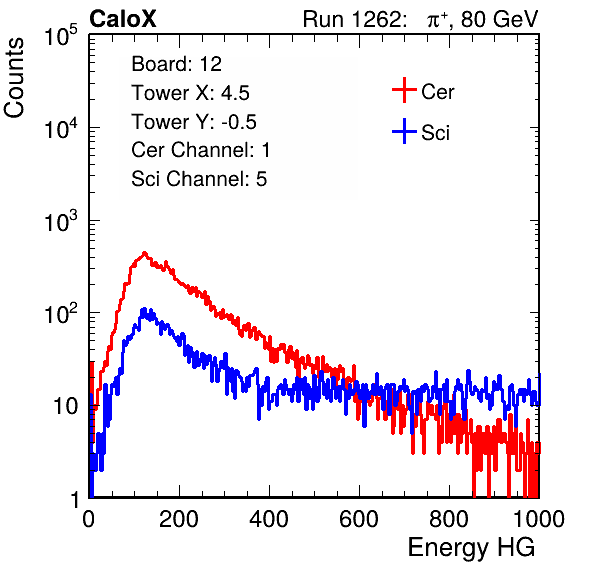 CaloX Run 1262: π⁺, 80 GeV
Counts
10⁵
10⁴
10³
10²
10
1
Board: 12
Tower X: 4.5
Tower Y: -0.5
Cer Channel: 1
Sci Channel: 5
Cer
Sci
0 200 400 600 800 1000
Energy HG